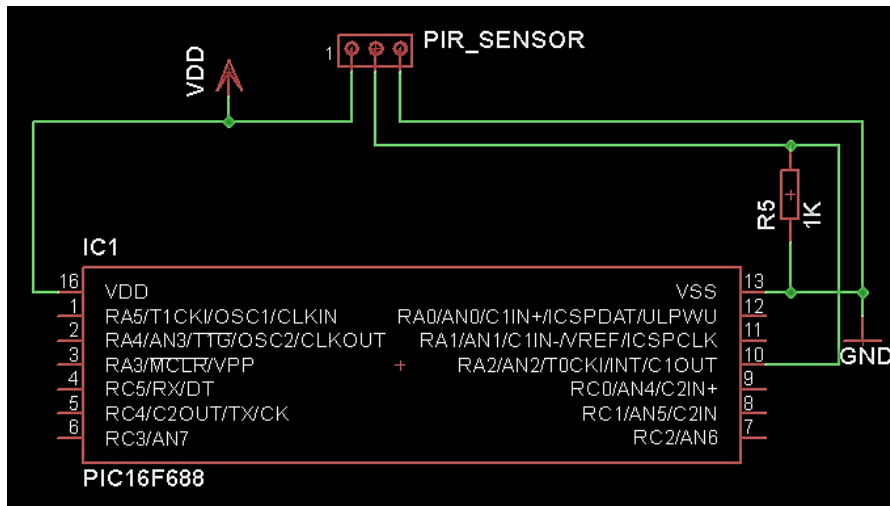 PIR_SENSOR
1
VDD
R5
1K
IC1
16
VDD
VSS
13
1
RA5/T1CKI/OSC1/CLKIN
RA0/AN0/C1IN+/ICSPDAT/ULPWU
12
2
RA4/AN3/TTG/OSC2/CLKOUT
RA1/AN1/C1IN-/VREF/ICSPCLK
11
3
RA3/MCLR/VPP
RA2/AN2/T0CKI/INT/C1OUT
10
GND
4
RC5/RX/DT
RC0/AN4/C2IN+
9
5
RC4/C2OUT/TX/CK
RC1/AN5/C2IN
8
6
RC3/AN7
RC2/AN6
7
PIC16F688